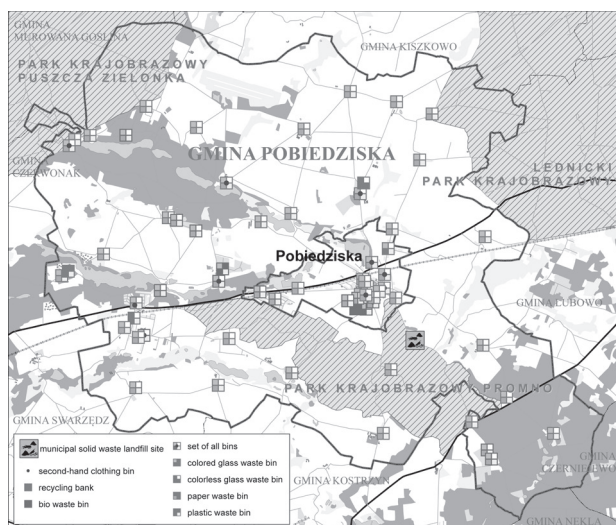 GMINA
MUROWANA GOŚLINA
GMINA KISZKOWO
PARK KRAJOBRAZOWY
PUSZCZA ZIELONKA
GMINA POBIEDZISKA
GMINA
CZERWONAK
LEDNICKI
PARK KRAJOBRAZOWY
Pobiedziska
GMINA ŁUBOWO
PARK KRAJOBRAZOWY PROMNO
GMINA SWARZĘDZ
GMINA KOSTRZYN
GMINA
CZERNIEJEWO
GMINA NEKLA
municipal solid waste landfill site
second-hand clothing bin
recycling bank
bio waste bin
set of all bins
colored glass waste bin
colorless glass waste bin
paper waste bin
plastic waste bin